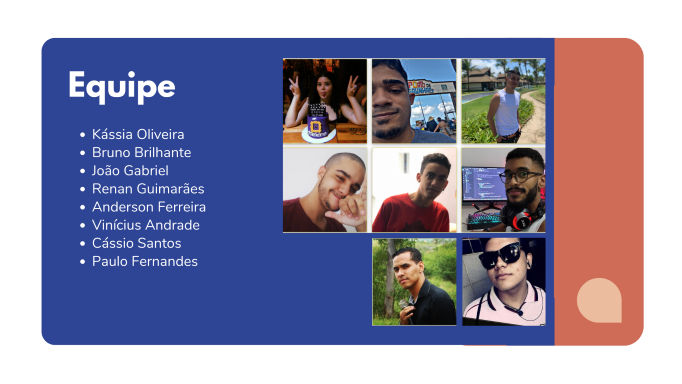 Equipe
Kássia Oliveira
Bruno Brilhante
João Gabriel
Renan Guimarães
Anderson Ferreira
Vinícius Andrade
Cássio Santos
Paulo Fernandes